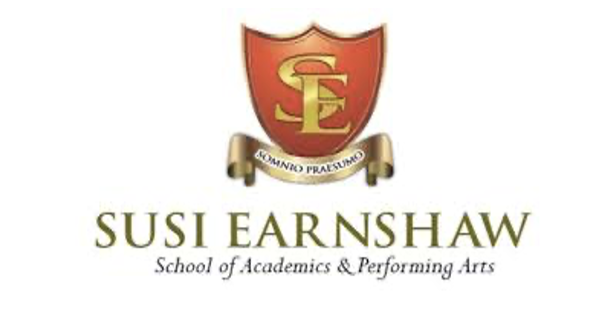 SE
SOMNIO PRAESUMO
SUSI EARNSHAW
School of Academics & Performing Arts